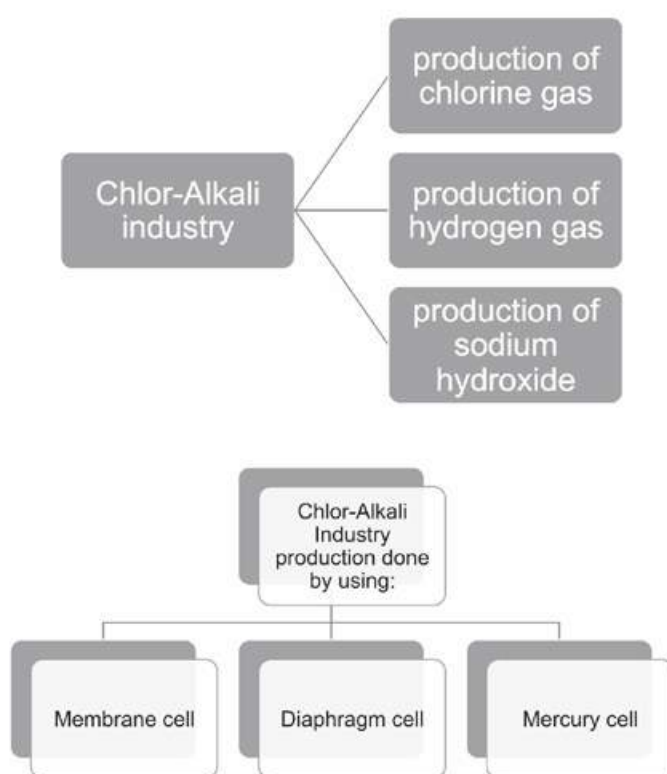 production of
chlorine gas
Chlor-Alkali
industry
production of
hydrogen gas
production of
sodium
hydroxide
Chlor-Alkali
Industry
production done
by using:
Membrane cell
Diaphragm cell
Mercury cell